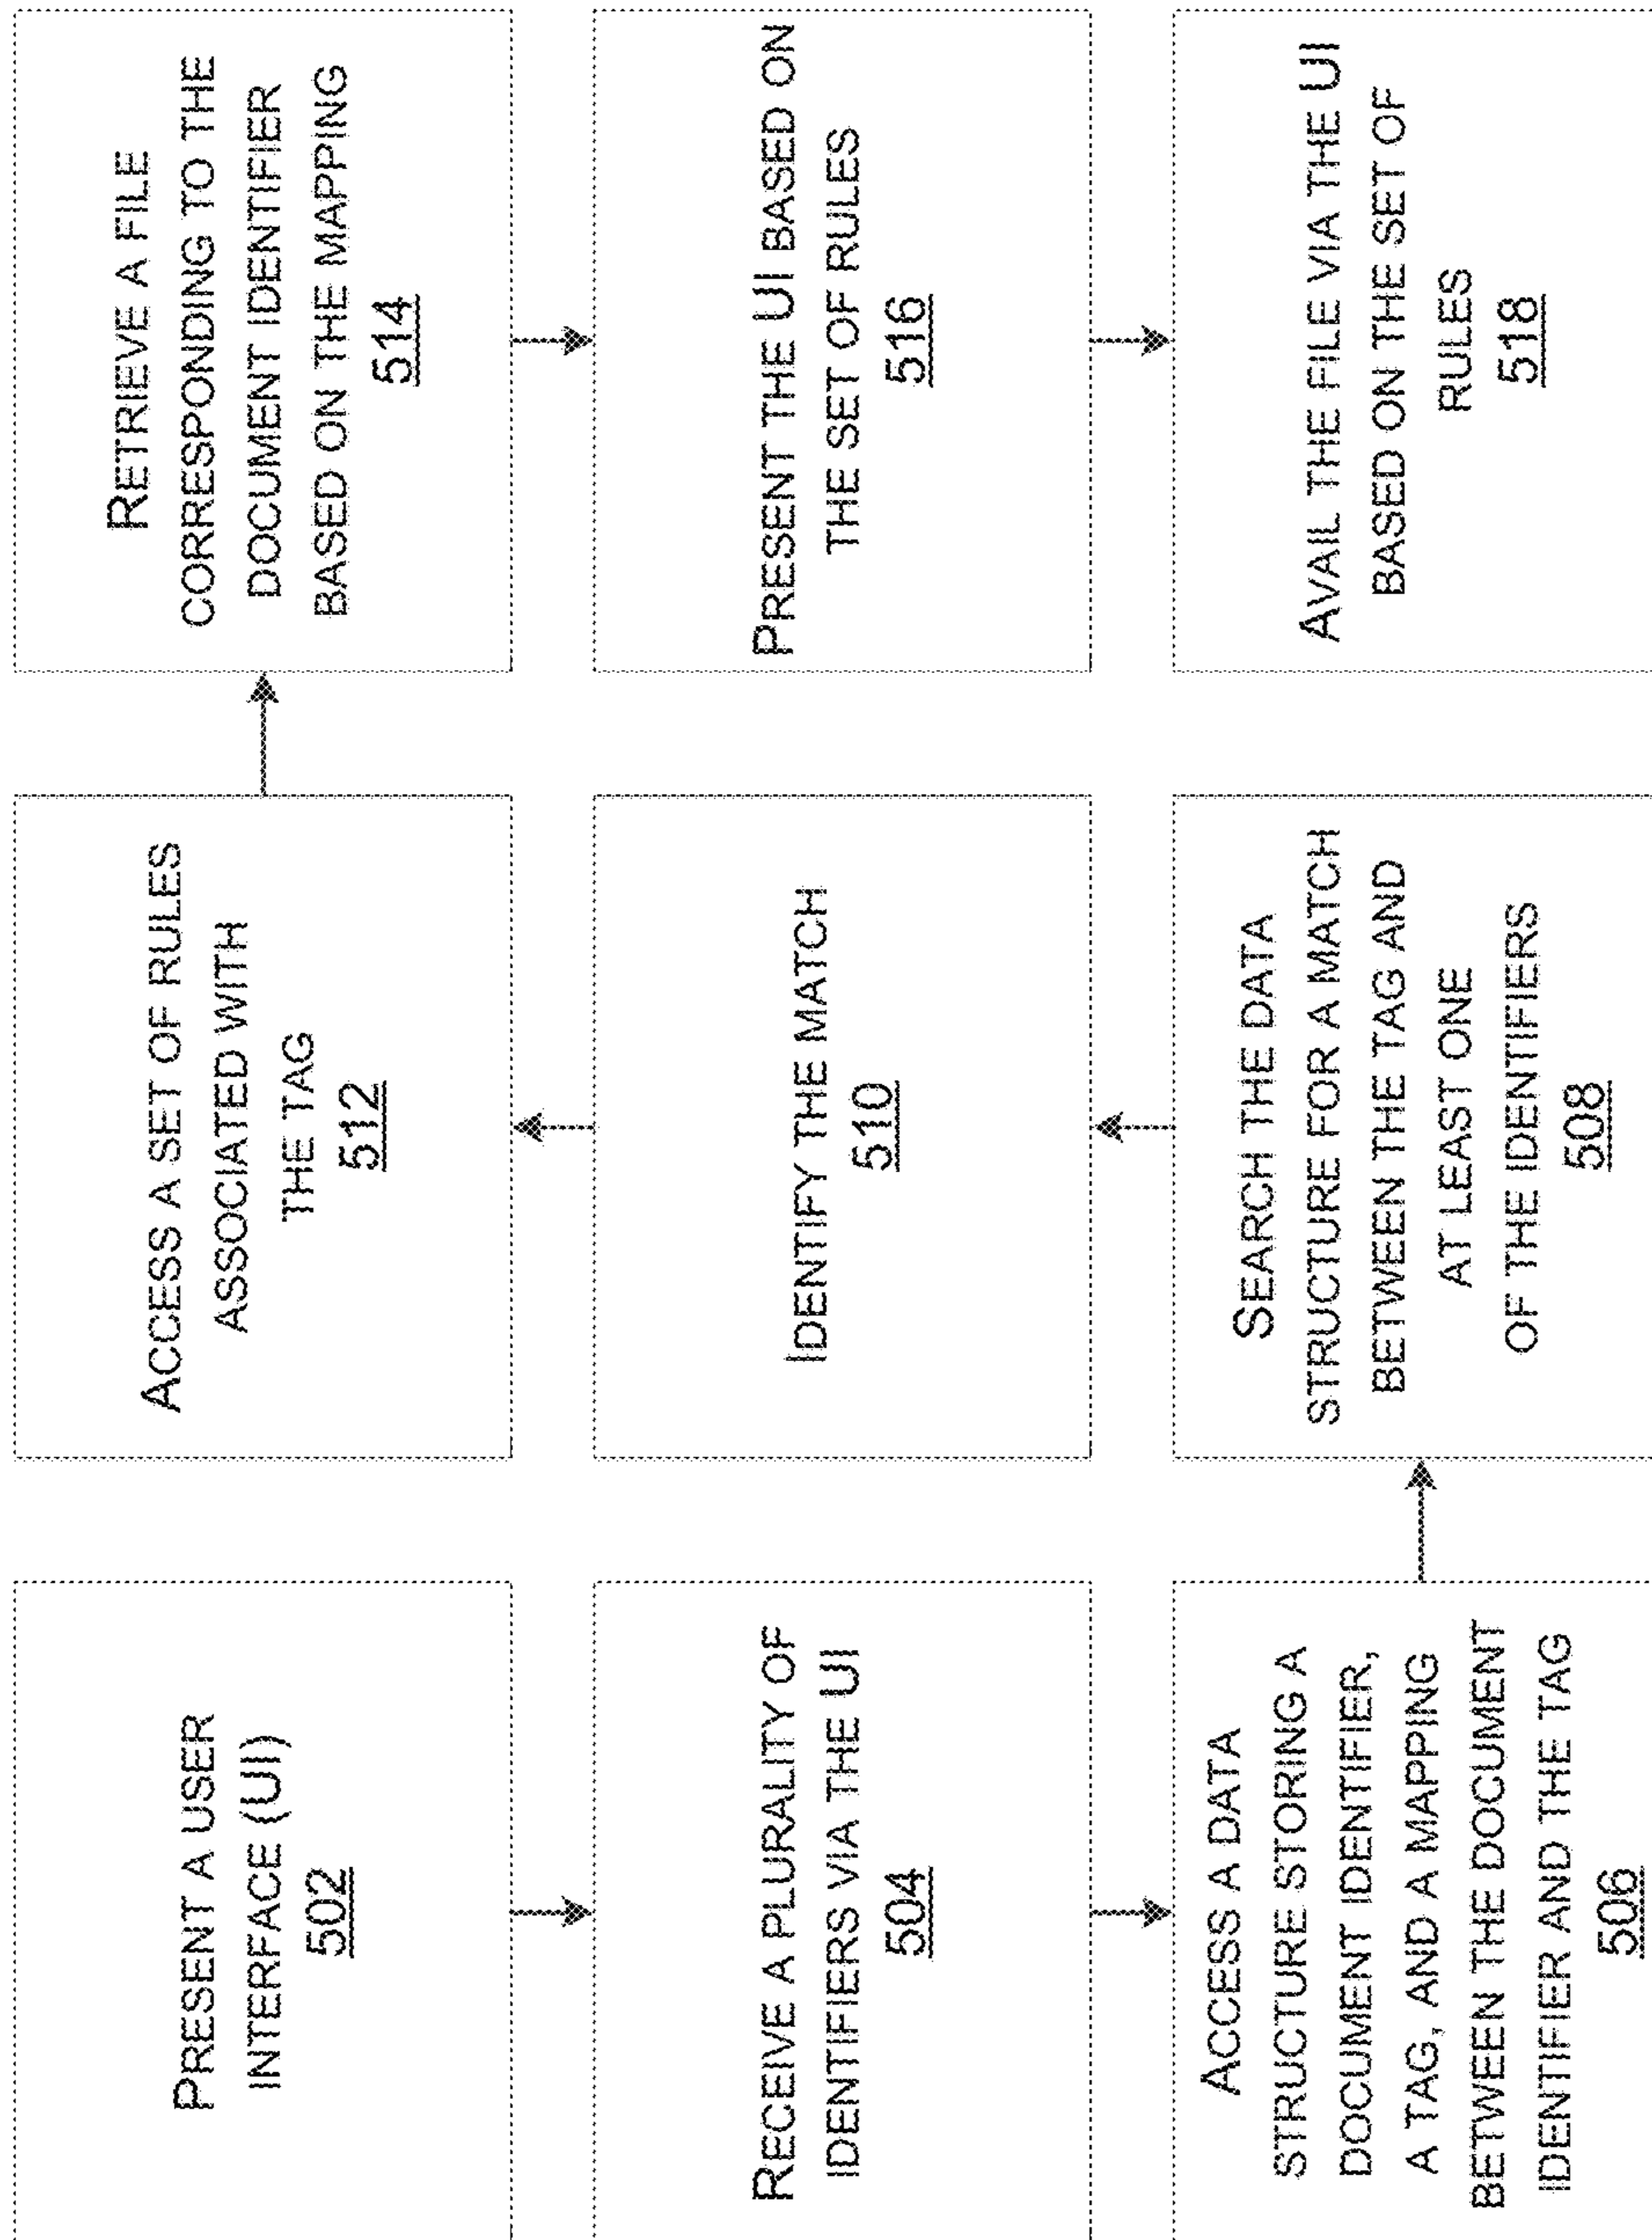 PRESENT A USER
INTERFACE (UI)
502
RECEIVE A PLURALITY OF
IDENTIFIERS VIA THE UI
504
ACCESS A DATA
STRUCTURE STORING A
DOCUMENT IDENTIFIER,
A TAG, AND A MAPPING
BETWEEN THE DOCUMENT
IDENTIFIER AND THE TAG
506
SEARCH THE DATA
STRUCTURE FOR A MATCH
BETWEEN THE TAG AND
AT LEAST ONE
OF THE IDENTIFIERS
508
IDENTIFY THE MATCH
510
ACCESS A SET OF RULES
ASSOCIATED WITH
THE TAG
512
RETRIEVE A FILE
CORRESPONDING TO THE
DOCUMENT IDENTIFIER
BASED ON THE MAPPING
514
PRESENT THE UI BASED ON
THE SET OF RULES
516
AVAIL THE FILE VIA THE UI
BASED ON THE SET OF
RULES
518